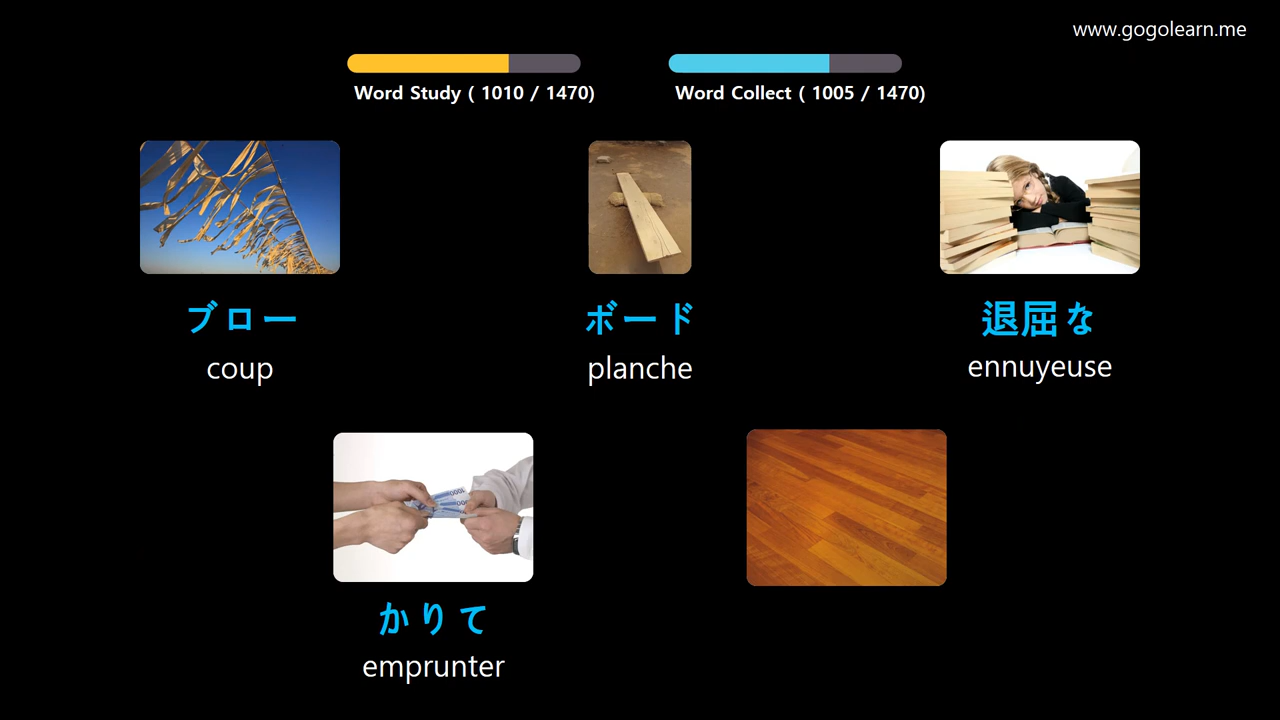 www.gogolearn.me
Word Study ( 1010 / 1470)
Word Collect ( 1005 / 1470)
ブロー
coup
ボード
planche
退屈な
ennuyeuse
かりて
emprunter